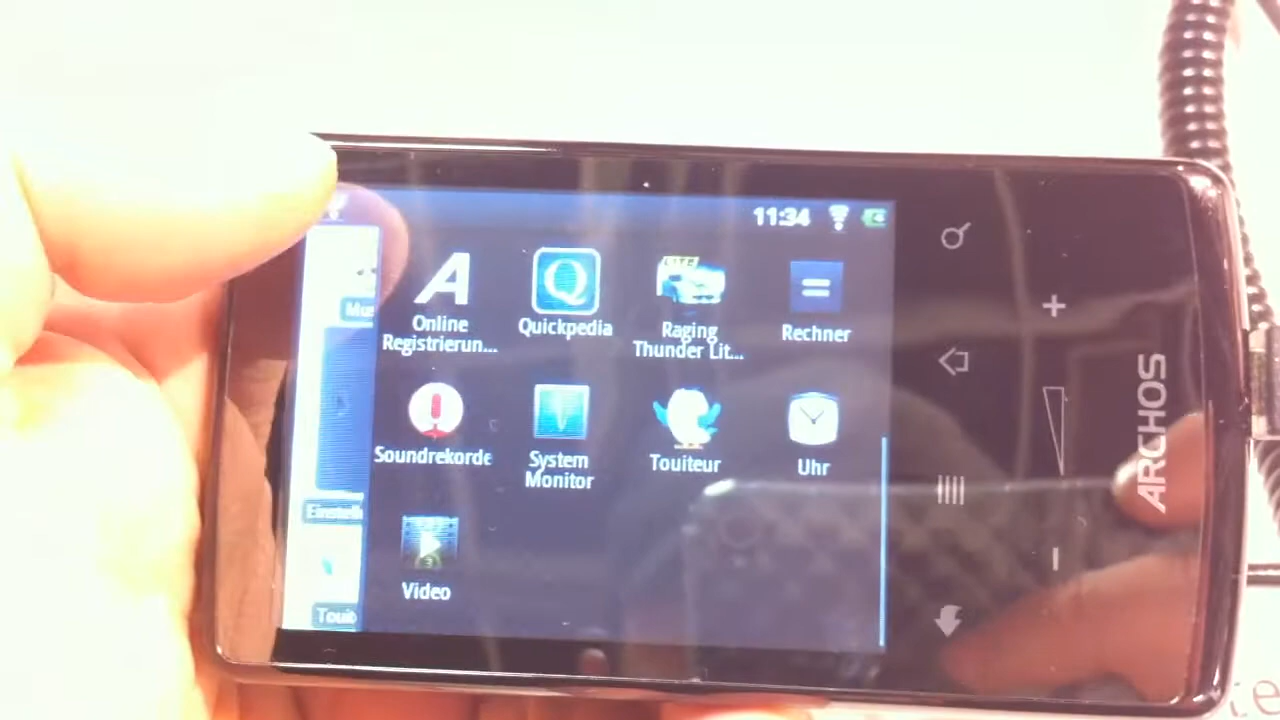 11:34
Online
Registrierun...
Quickpedia
Raging
Thunder Lit...
Rechner
Soundrekorde
System
Monitor
Touiteur
Uhr
Video
ARCHOS